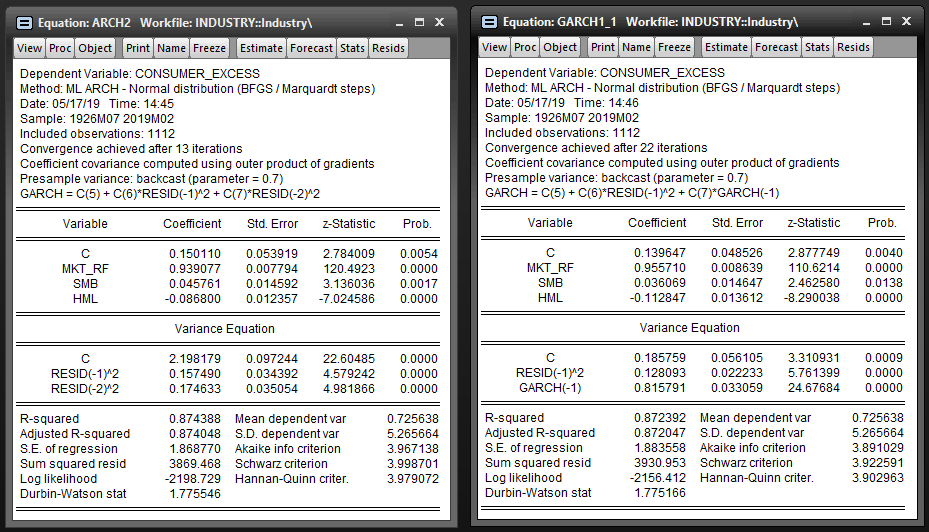 Equation: ARCH2 Workfile: INDUSTRY::Industry\
View Proc Object Print Name Freeze Estimate Forecast Stats Resids
Dependent Variable: CONSUMER_EXCESS
Method: ML ARCH - Normal distribution (BFGS / Marquardt steps)
Date: 05/17/19 Time: 14:45
Sample: 1926M07 2019M02
Included observations: 1112
Convergence achieved after 13 iterations
Coefficient covariance computed using outer product of gradients
Presample variance: backcast (parameter = 0.7)
GARCH = C(5) + C(6)*RESID(-1)^2 + C(7)*RESID(-2)^2
Variable Coefficient Std. Error z-Statistic Prob.
C 0.150110 0.053919 2.784009 0.0054
MKT_RF 0.939077 0.007794 120.4923 0.0000
SMB 0.045761 0.014592 3.136036 0.0017
HML -0.086800 0.012357 -7.024586 0.0000
Variance Equation
C 2.198179 0.097244 22.60485 0.0000
RESID(-1)^2 0.157490 0.034392 4.579242 0.0000
RESID(-2)^2 0.174633 0.035054 4.981866 0.0000
R-squared 0.874388 Mean dependent var 0.725638
Adjusted R-squared 0.874048 S.D. dependent var 5.265664
S.E. of regression 1.868770 Akaike info criterion 3.967138
Sum squared resid 3869.468 Schwarz criterion 3.998701
Log likelihood -2198.729 Hannan-Quinn criter. 3.979072
Durbin-Watson stat 1.775546
Equation: GARCH1_1 Workfile: INDUSTRY::Industry\
View Proc Object Print Name Freeze Estimate Forecast Stats Resids
Dependent Variable: CONSUMER_EXCESS
Method: ML ARCH - Normal distribution (BFGS / Marquardt steps)
Date: 05/17/19 Time: 14:46
Sample: 1926M07 2019M02
Included observations: 1112
Convergence achieved after 22 iterations
Coefficient covariance computed using outer product of gradients
Presample variance: backcast (parameter = 0.7)
GARCH = C(5) + C(6)*RESID(-1)^2 + C(7)*GARCH(-1)
Variable Coefficient Std. Error z-Statistic Prob.
C 0.139647 0.048526 2.877749 0.0040
MKT_RF 0.955710 0.008639 110.6214 0.0000
SMB 0.036069 0.014647 2.462580 0.0138
HML -0.112847 0.013612 -8.290038 0.0000
Variance Equation
C 0.185759 0.056105 3.310931 0.0009
RESID(-1)^2 0.128093 0.022233 5.761399 0.0000
GARCH(-1) 0.815791 0.033059 24.67684 0.0000
R-squared 0.872392 Mean dependent var 0.725638
Adjusted R-squared 0.872047 S.D. dependent var 5.265664
S.E. of regression 1.883558 Akaike info criterion 3.891029
Sum squared resid 3930.953 Schwarz criterion 3.922591
Log likelihood -2156.412 Hannan-Quinn criter. 3.902963
Durbin-Watson stat 1.775166